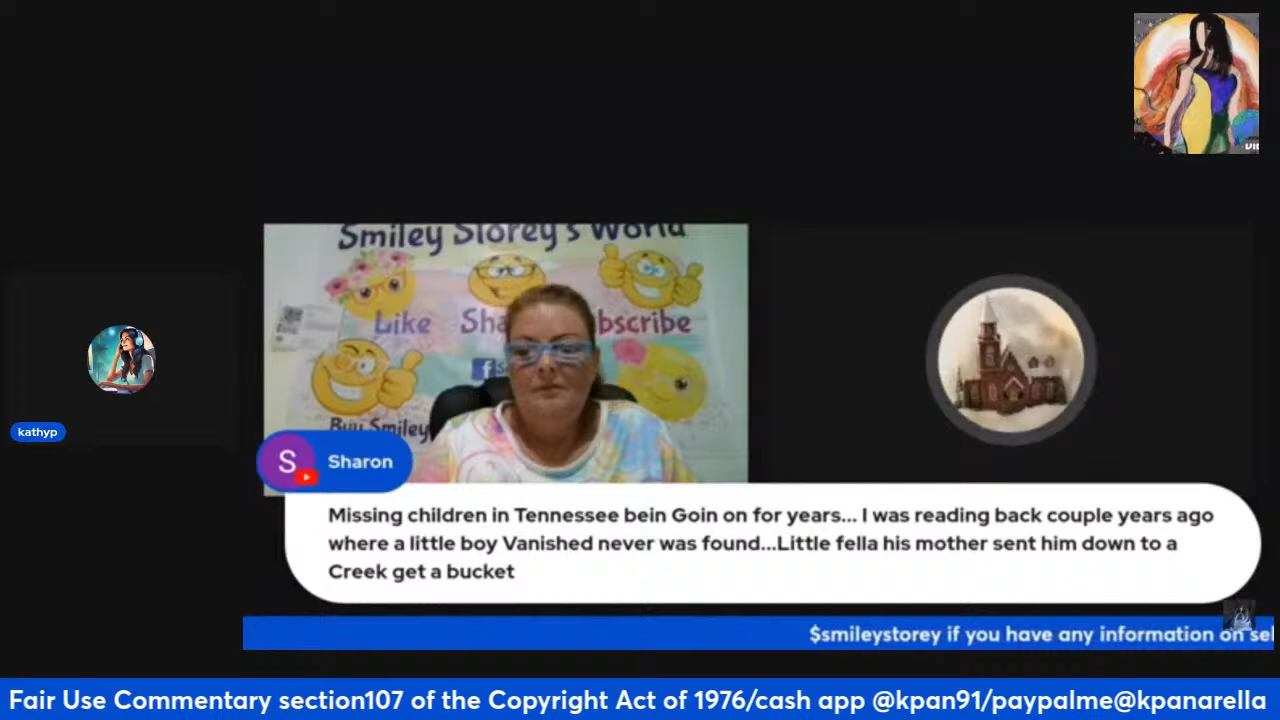 Smiley Storey's World
Like Sha bscribe
f s
Buy Smiley
kathyp
S Sharon
Missing children in Tennessee bein Goin on for years... I was reading back couple years ago
where a little boy Vanished never was found...Little fella his mother sent him down to a
Creek get a bucket
$smileystorey if you have any information on sel
Fair Use Commentary section107 of the Copyright Act of 1976/cash app @kpan91/paypalme@kpanarella